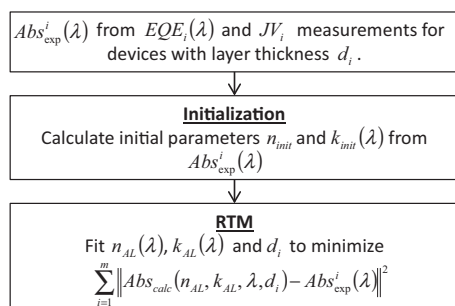 Abs^i_exp(λ) from EQE_i(λ) and JV_i measurements for
devices with layer thickness d_i .
Initialization
Calculate initial parameters n_init and k_init(λ) from
Abs^i_exp(λ)
RTM
Fit n_AL(λ), k_AL(λ) and d_i to minimize
∑_{i=1}^{m} ‖Abs_calc(n_AL, k_AL, λ, d_i) − Abs^i_exp(λ)‖^2